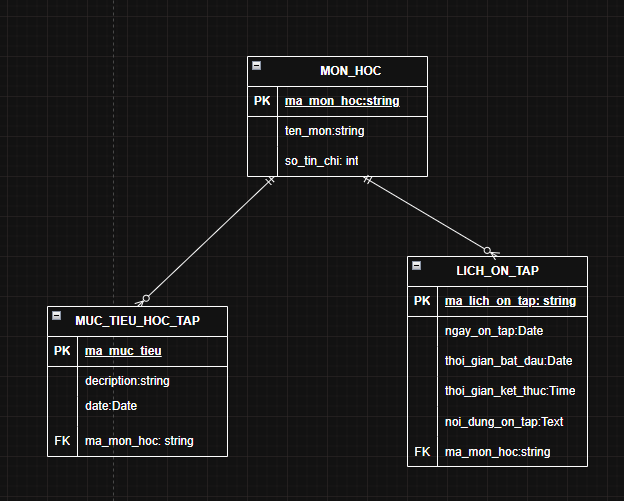 MON_HOC
PK ma_mon_hoc:string
ten_mon:string
so_tin_chi: int
MUC_TIEU_HOC_TAP
PK ma_muc_tieu
decription:string
date:Date
FK ma_mon_hoc: string
LICH_ON_TAP
PK ma_lich_on_tap: string
ngay_on_tap:Date
thoi_gian_bat_dau:Date
thoi_gian_ket_thuc:Time
noi_dung_on_tap:Text
FK ma_mon_hoc:string